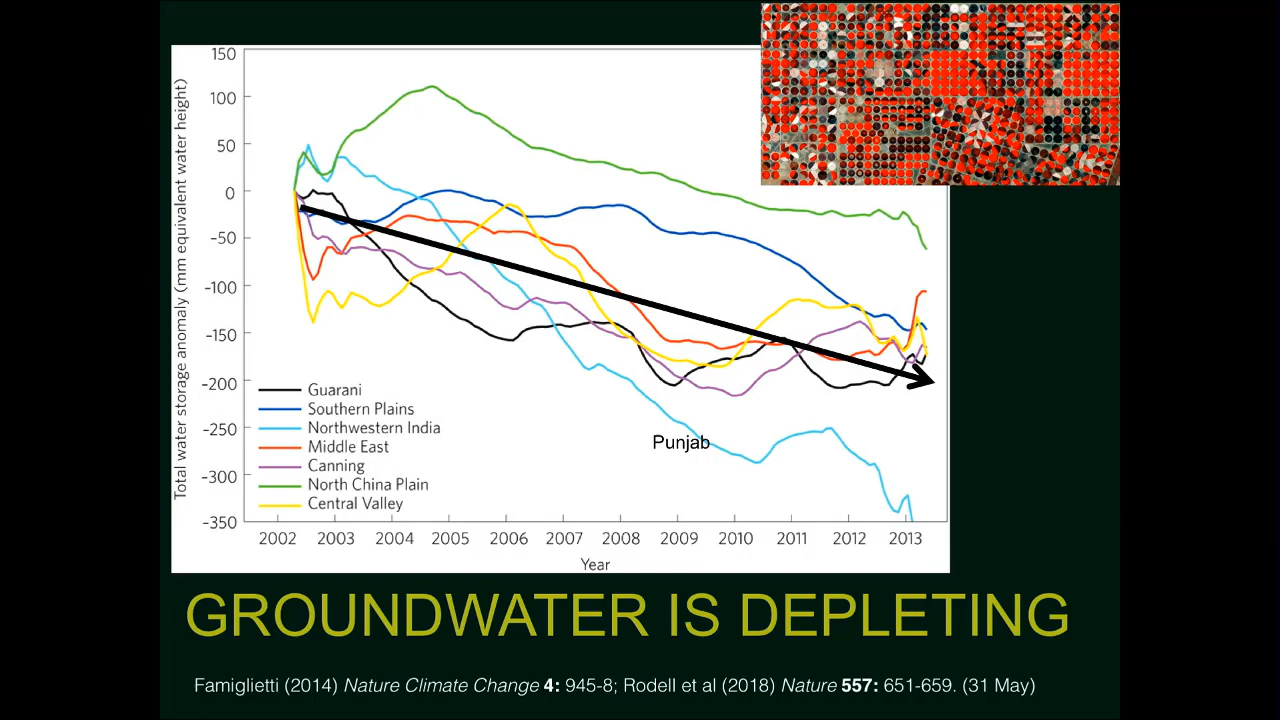 Total water storage anomaly (mm equivalent water height)
150
100
50
0
-50
-100
-150
-200
-250
-300
-350
Guarani
Southern Plains
Northwestern India
Middle East
Canning
North China Plain
Central Valley
Punjab
2002 2003 2004 2005 2006 2007 2008 2009 2010 2011 2012 2013
Year
GROUNDWATER IS DEPLETING
Famiglietti (2014) Nature Climate Change 4: 945-8; Rodell et al (2018) Nature 557: 651-659. (31 May)